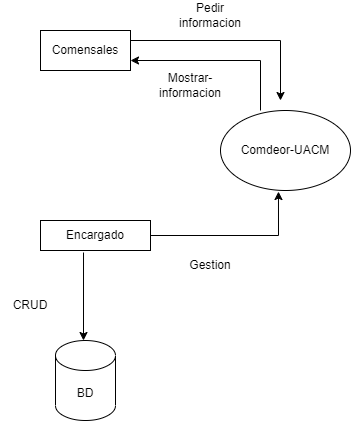 Pedir
informacion
Comensales
Mostrar-
informacion
Comdeor-UACM
Encargado
Gestion
CRUD
BD